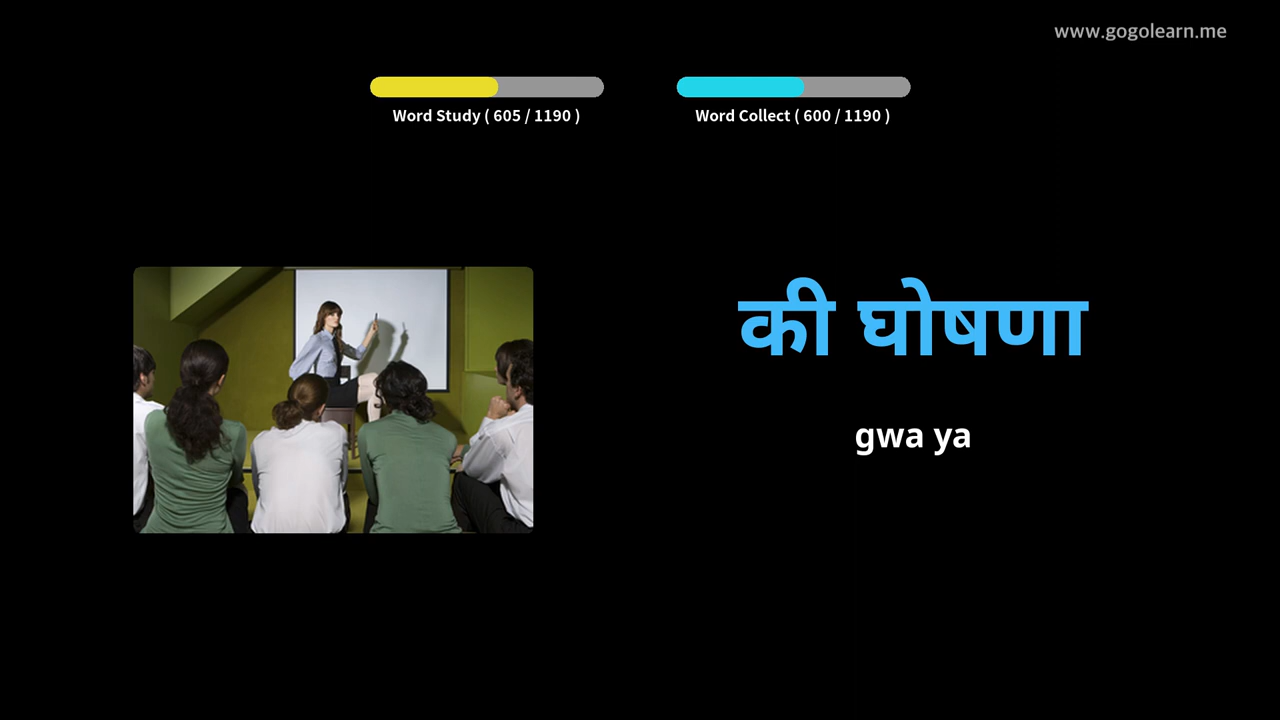 www.gogolearn.me
Word Study ( 605 / 1190 )
Word Collect ( 600 / 1190 )
की घोषणा
gwa ya